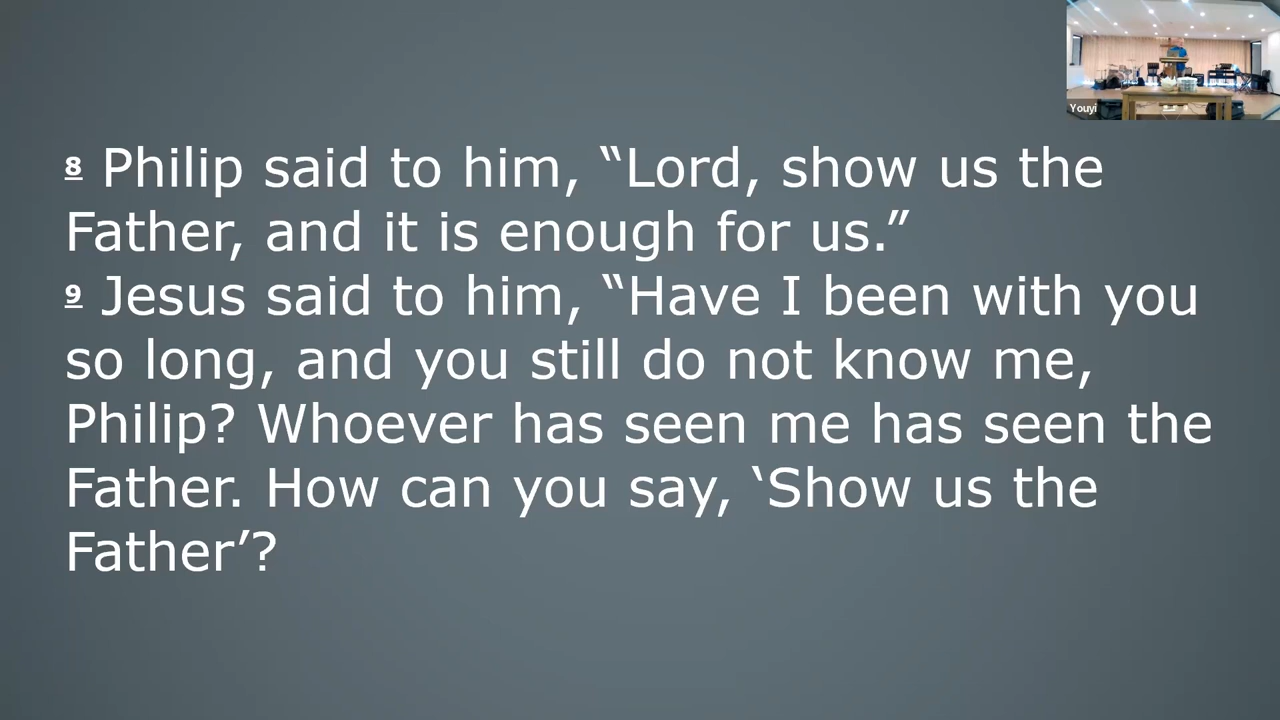 Youyi
8 Philip said to him, “Lord, show us the
Father, and it is enough for us.”
9 Jesus said to him, “Have I been with you
so long, and you still do not know me,
Philip? Whoever has seen me has seen the
Father. How can you say, ‘Show us the
Father’?